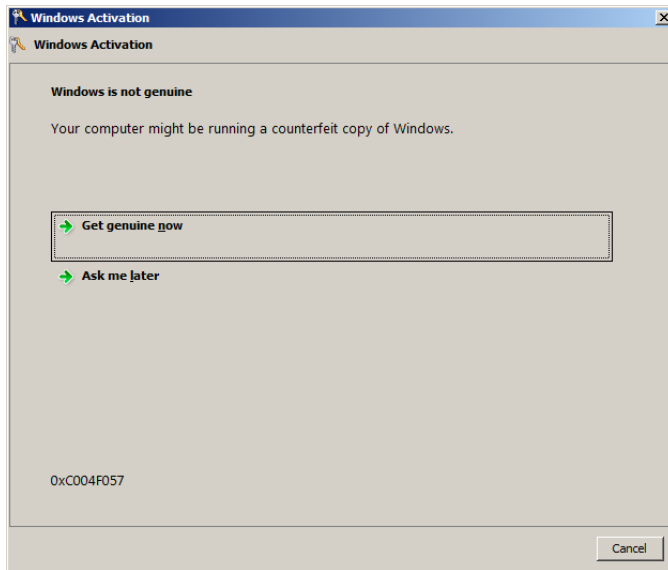 Windows Activation
Windows Activation
Windows is not genuine
Your computer might be running a counterfeit copy of Windows.
Get genuine now
Ask me later
0xC004F057
Cancel